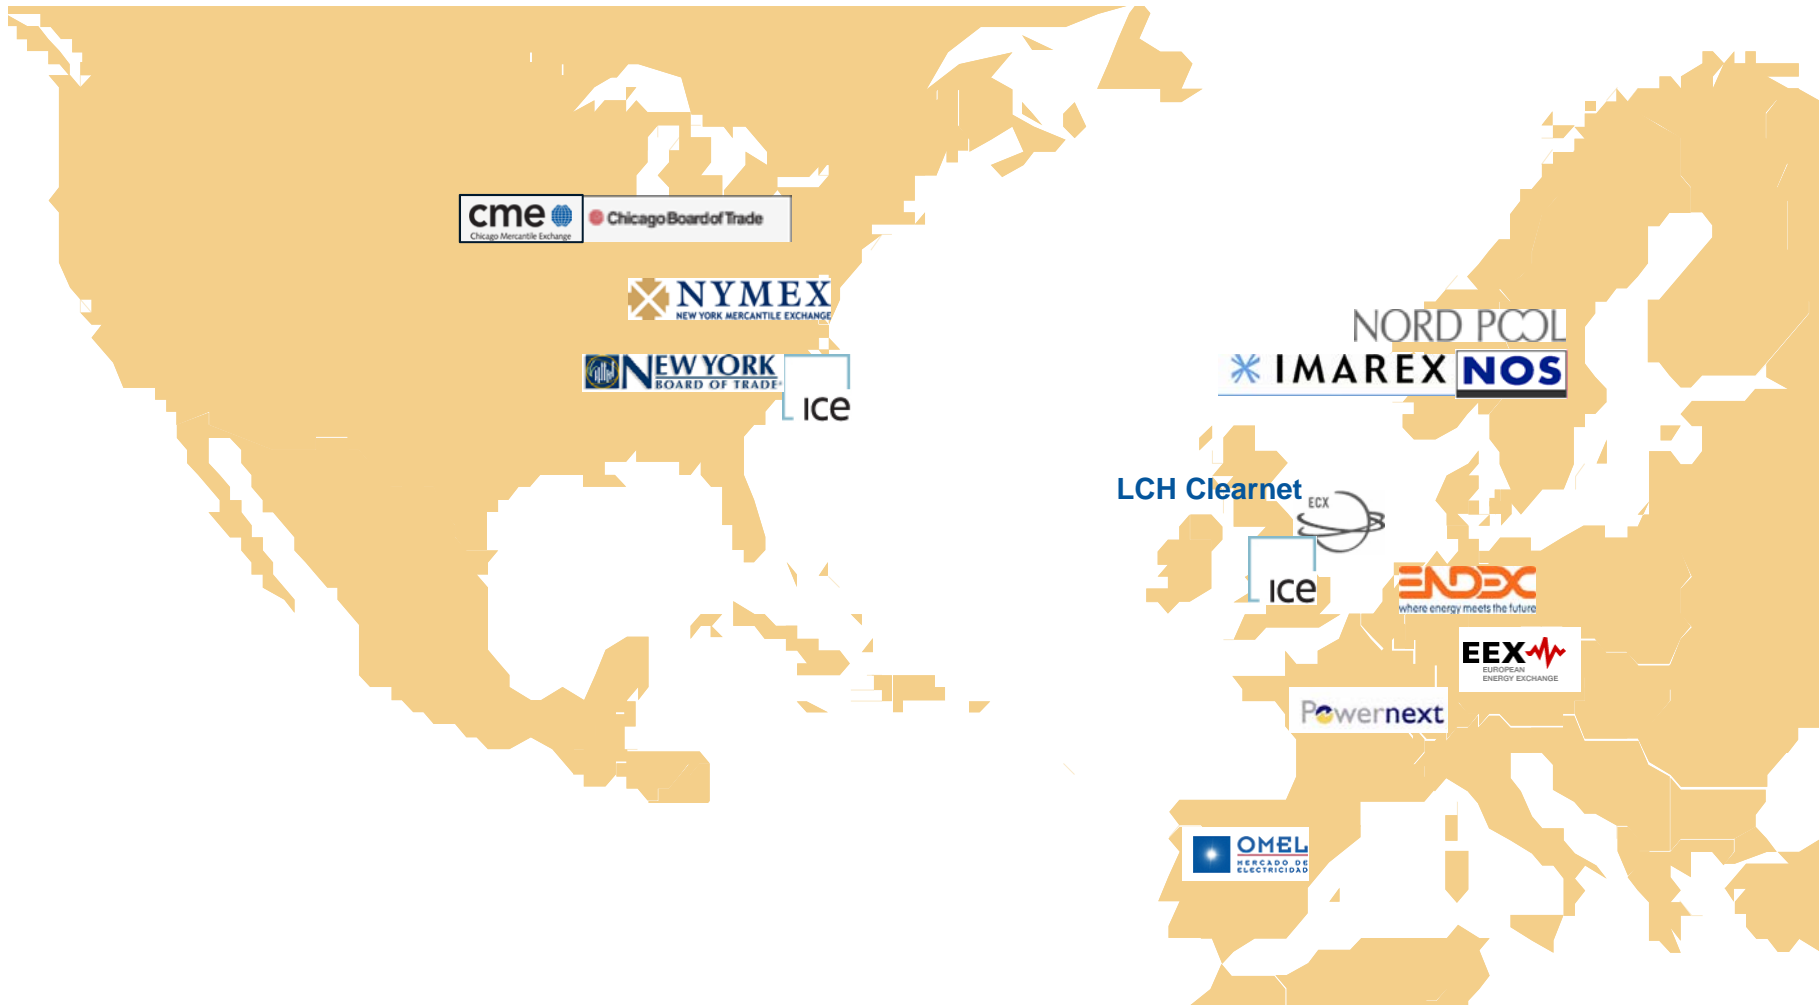 cme
Chicago Mercantile Exchange
Chicago Board of Trade
NYMEX
NEW YORK MERCANTILE EXCHANGE
NEW YORK
BOARD OF TRADE
ice
NORD POOL
IMAREX NOS
LCH Clearnet
ECX
ice
ENDEX
where energy meets the future
EEX
EUROPEAN
ENERGY EXCHANGE
Powernext
OMEL
MERCADO DE
ELECTRICIDAD